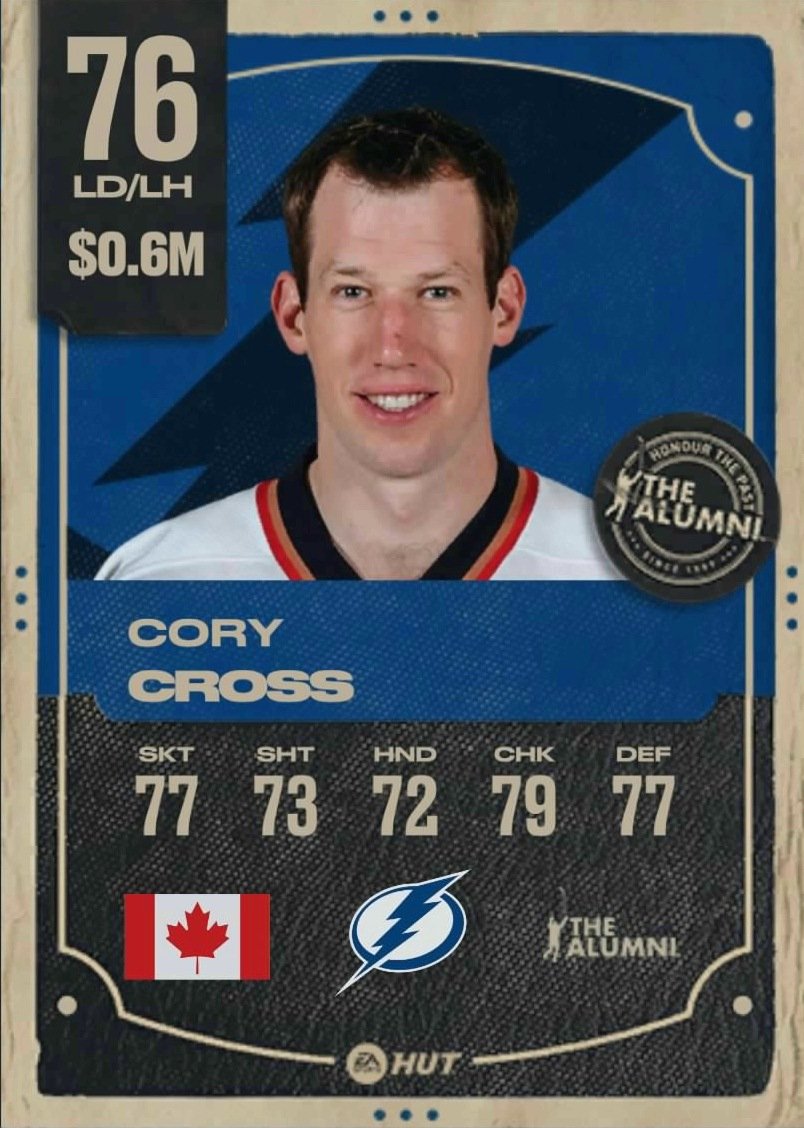 76
LD/LH
$0.6M
HONOUR THE PAST
THE
ALUMNI
CORY
CROSS
SKT SHT HND CHK DEF
77 73 72 79 77
THE
ALUMNI
EA HUT